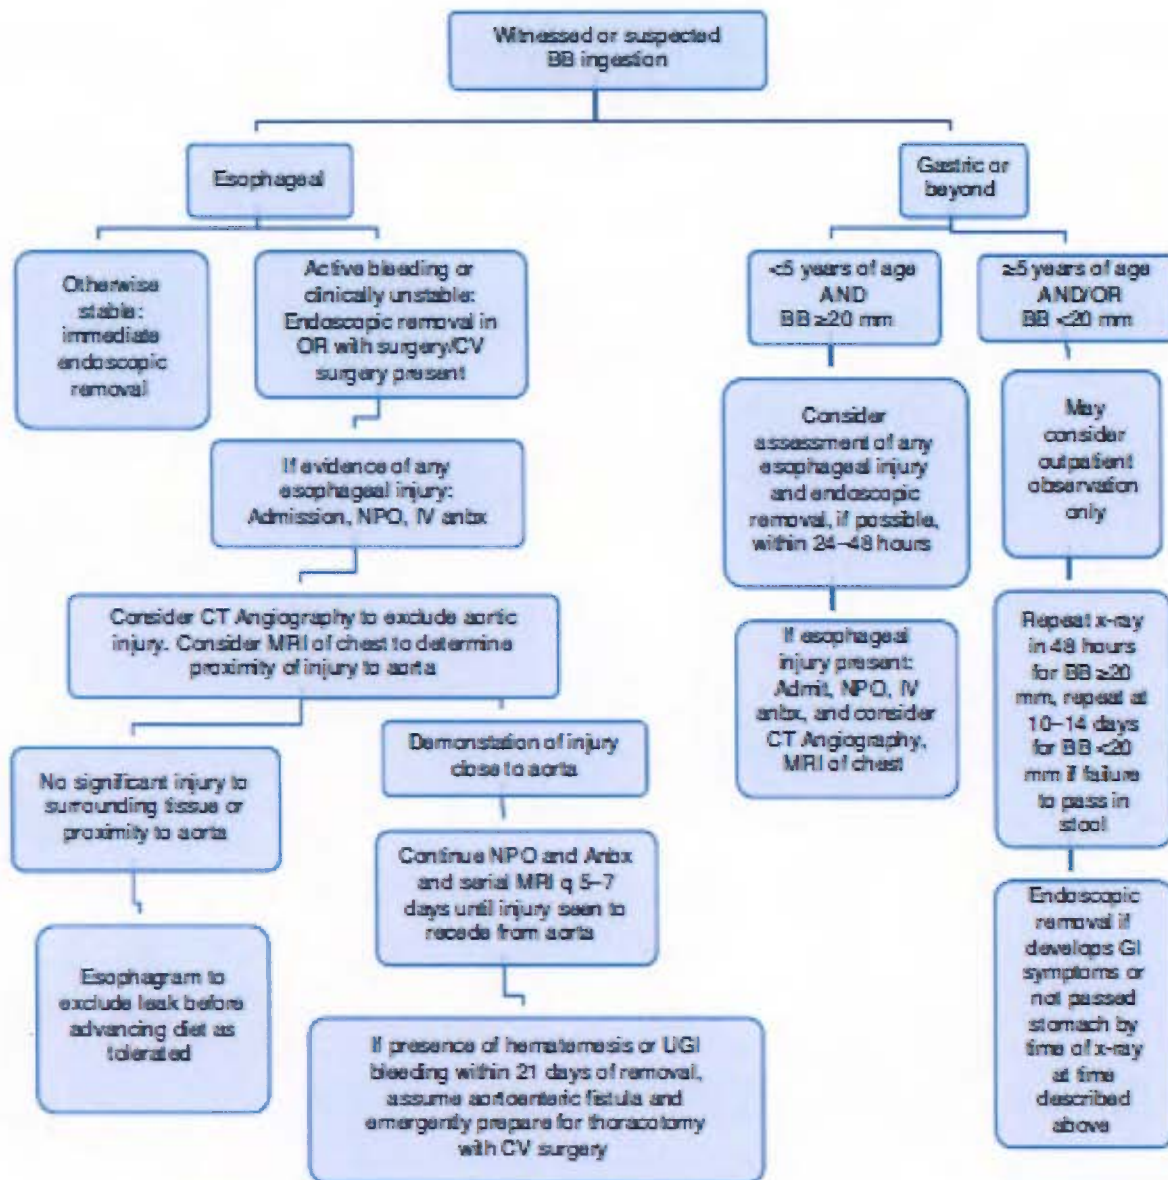 Witnessed or suspected
BB ingestion
Esophageal
Gastric or
beyond
Otherwise
stable:
immediate
endoscopic
removal
Active bleeding or
clinically unstable:
Endoscopic removal in
OR with surgery/CV
surgery present
<5 years of age
AND
BB ≥20 mm
≥5 years of age
AND/OR
BB <20 mm
If evidence of any
esophageal injury:
Admission, NPO, IV anbx
Consider
assessment of any
esophageal injury
and endoscopic
removal, if possible,
within 24–48 hours
May
consider
outpatient
observation
only
Consider CT Angiography to exclude aortic
injury. Consider MRI of chest to determine
proximity of injury to aorta
If esophageal
injury present:
Admit, NPO, IV
anbx, and consider
CT Angiography,
MRI of chest
Repeat x-ray
in 48 hours
for BB ≥20
mm, repeat at
10–14 days
for BB <20
mm if failure
to pass in
stool
No significant injury to
surrounding tissue or
proximity to aorta
Demonstation of injury
close to aorta
Continue NPO and Anbx
and serial MRI q 5–7
days until injury seen to
recede from aorta
Esophagram to
exclude leak before
advancing diet as
tolerated
Endoscopic
removal if
develops GI
symptoms or
not passed
stomach by
time of x-ray
at time
described
above
If presence of hematemesis or UGI
bleeding within 21 days of removal,
assume aortoenteric fistula and
emergently prepare for thoracotomy
with CV surgery